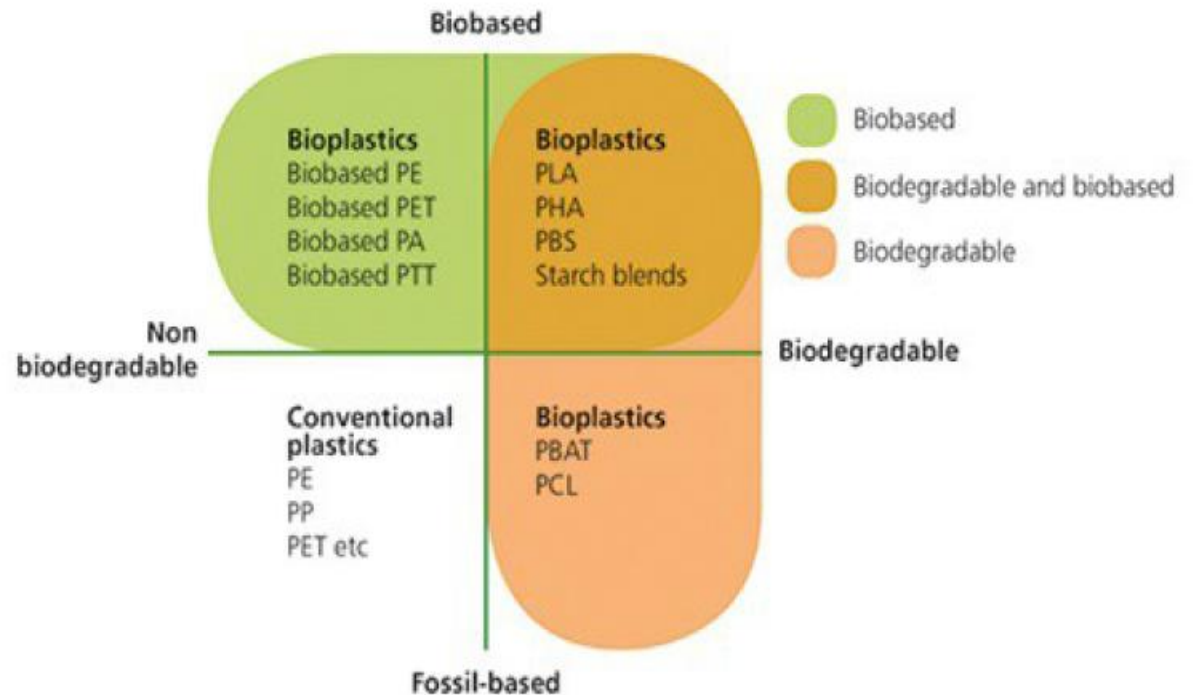 Biobased
Bioplastics
Biobased PE
Biobased PET
Biobased PA
Biobased PTT
Bioplastics
PLA
PHA
PBS
Starch blends
Biobased
Biodegradable and biobased
Biodegradable
Non
biodegradable
Biodegradable
Conventional
plastics
PE
PP
PET etc
Bioplastics
PBAT
PCL
Fossil-based